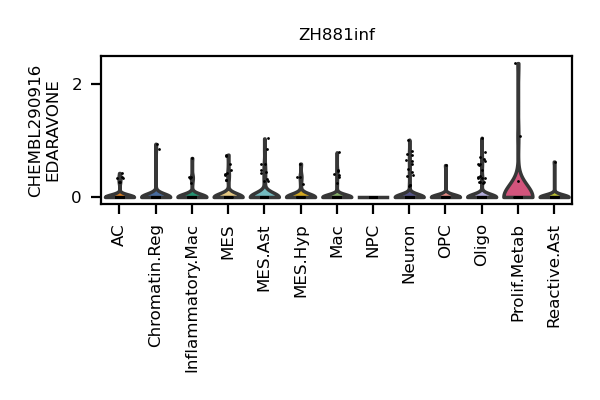 ZH881inf
CHEMBL290916
EDARAVONE
2
0
AC
Chromatin.Reg
Inflammatory.Mac
MES
MES.Ast
MES.Hyp
Mac
NPC
Neuron
OPC
Oligo
Prolif.Metab
Reactive.Ast